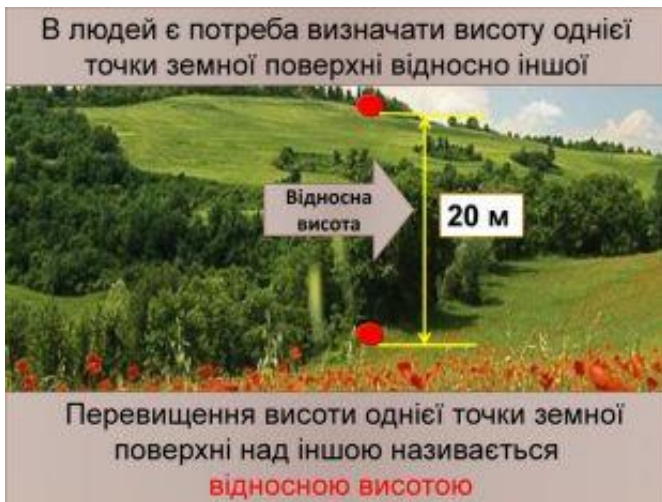 В людей є потреба визначати висоту однієї
точки земної поверхні відносно іншої
Відносна
висота
20 м
Перевищення висоти однієї точки земної
поверхні над іншою називається
відносною висотою